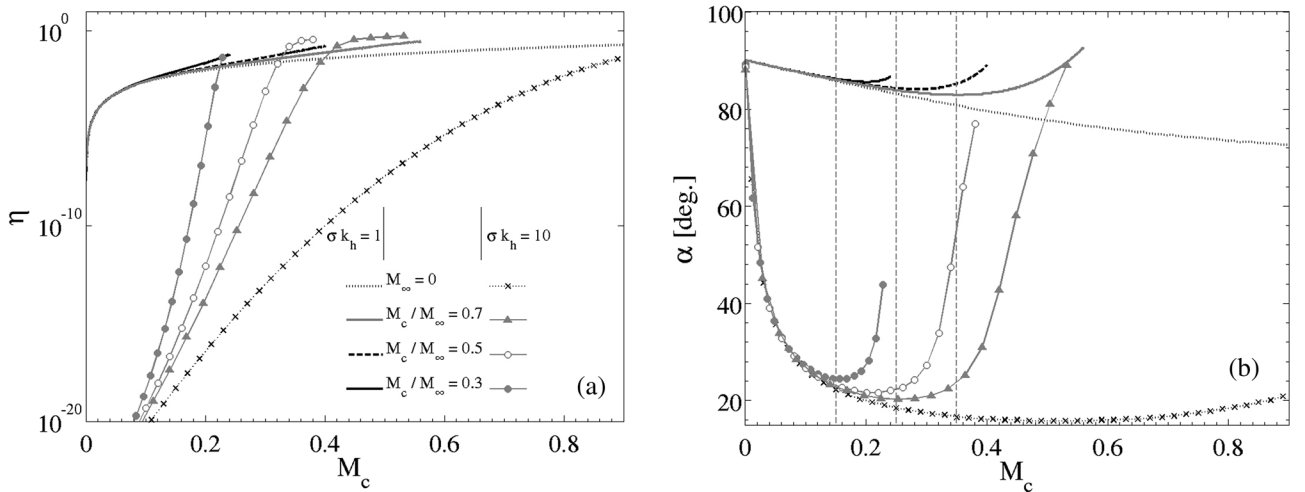 10^0
10^-10
10^-20
η
0
0.2
0.4
0.6
0.8
M_c
σ k_h = 1
σ k_h = 10
M_∞ = 0
M_c / M_∞ = 0.7
M_c / M_∞ = 0.5
M_c / M_∞ = 0.3
(a)
100
80
60
40
20
α [deg.]
0
0.2
0.4
0.6
0.8
M_c
(b)